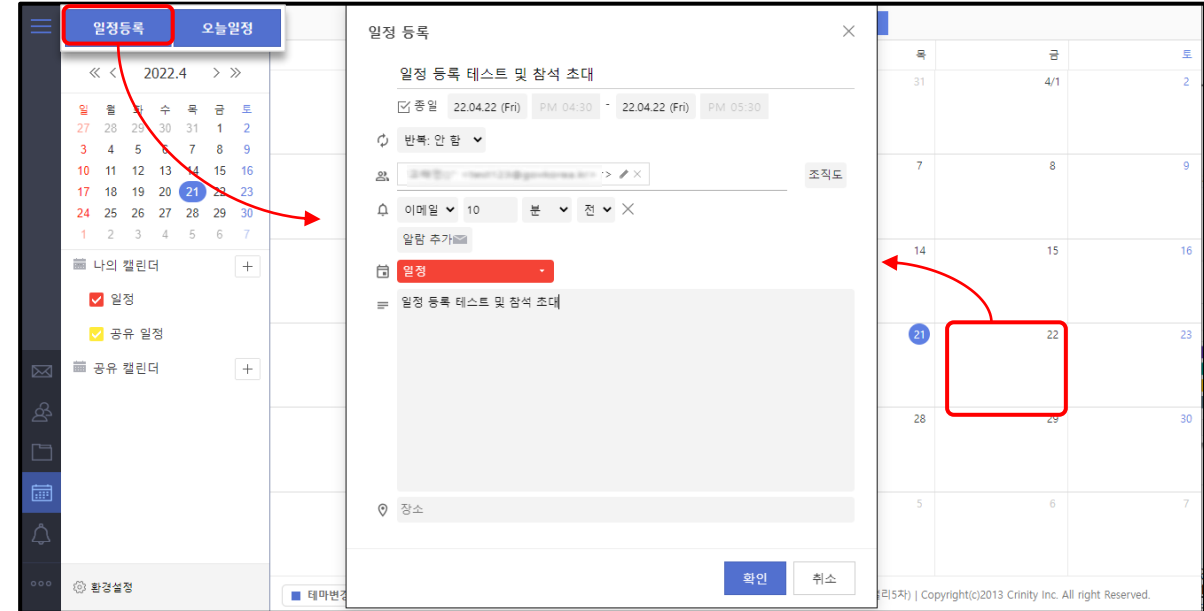 일정등록 오늘일정
2022.4
일 월 화 수 목 금 토
27 28 29 30 31 1 2
3 4 5 6 7 8 9
10 11 12 13 14 15 16
17 18 19 20 21 22 23
24 25 26 27 28 29 30
1 2 3 4 5 6 7
나의 캘린더
일정
공유 일정
공유 캘린더
환경설정
일정 등록
일정 등록 테스트 및 참석 초대
종일 22.04.22 (Fri) PM 04:30 - 22.04.22 (Fri) PM 05:30
반복: 안 함
조직도
이메일 10 분 전
알람 추가
일정
일정 등록 테스트 및 참석 초대
장소
확인 취소
목 금 토
31 4/1 2
7 8 9
14 15 16
21 22 23
28 29 30
5 6 7
테마변경
리5차) | Copyright(c)2013 Crinity Inc. All right Reserved.